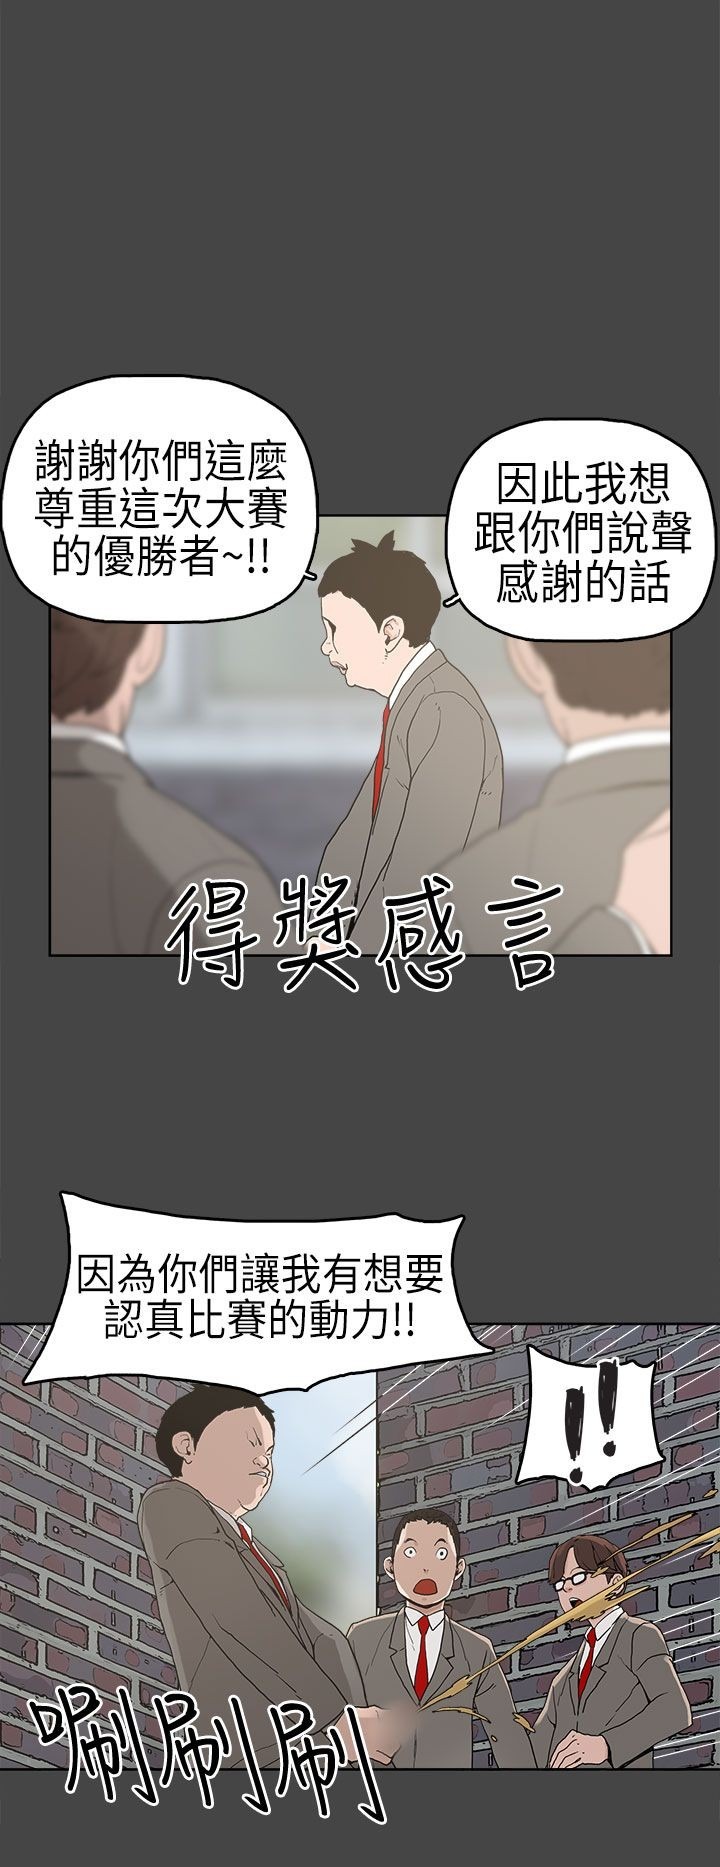 謝謝你們這麼
尊重這次大賽
的優勝者~!!
因此我想
跟你們說聲
感謝的話
得獎感言
因為你們讓我有想要
認真比賽的動力!!
!!
唰刷刷